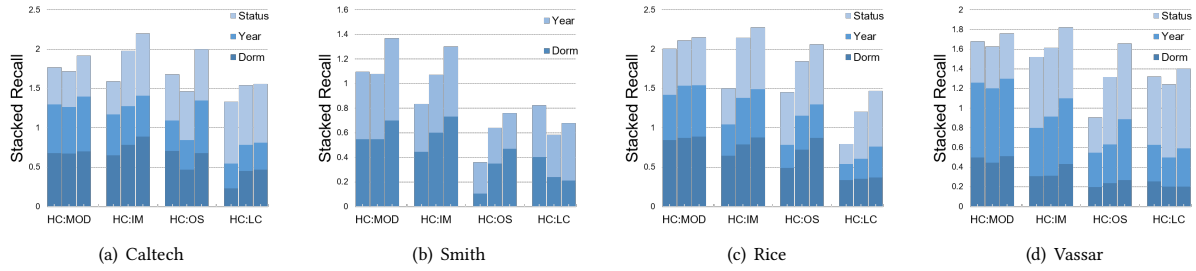 Stacked Recall
2.5
2
1.5
1
0.5
0
Status
Year
Dorm
HC:MOD HC:IM HC:OS HC:LC
(a) Caltech
Stacked Recall
1.6
1.4
1.2
1
0.8
0.6
0.4
0.2
0
Year
Dorm
HC:MOD HC:IM HC:OS HC:LC
(b) Smith
Stacked Recall
2.5
2
1.5
1
0.5
0
Status
Year
Dorm
HC:MOD HC:IM HC:OS HC:LC
(c) Rice
Stacked Recall
2
1.8
1.6
1.4
1.2
1
0.8
0.6
0.4
0.2
0
Status
Year
Dorm
HC:MOD HC:IM HC:OS HC:LC
(d) Vassar